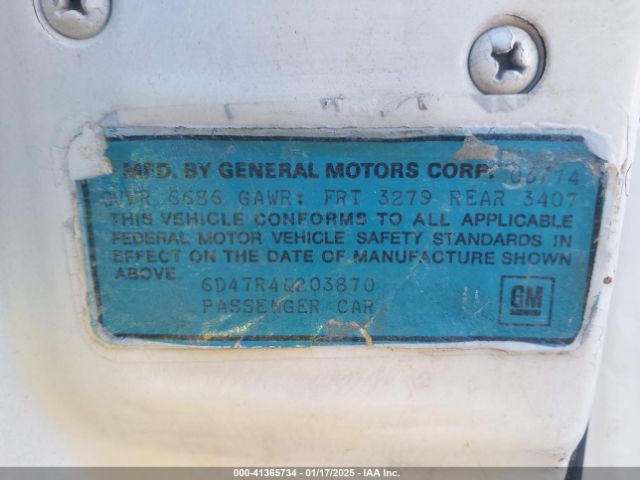 MFD. BY GENERAL MOTORS CORP. 03/74
GVWR 6686 GAWR: FRT 3279 REAR 3407
THIS VEHICLE CONFORMS TO ALL APPLICABLE
FEDERAL MOTOR VEHICLE SAFETY STANDARDS IN
EFFECT ON THE DATE OF MANUFACTURE SHOWN
ABOVE.
6D47R4Q203870
PASSENGER CAR
GM
000-41365734 - 01/17/2025 - IAA Inc.